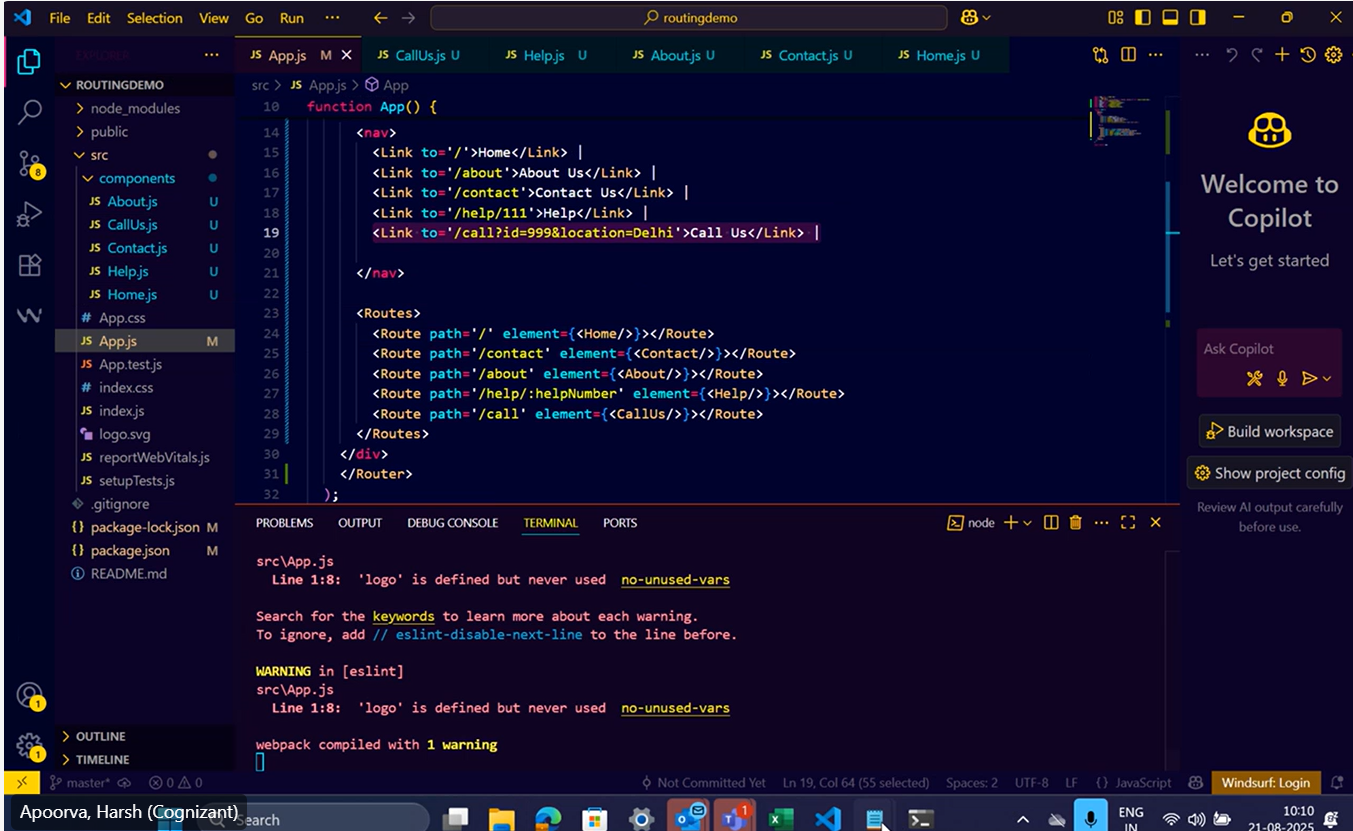 File Edit Selection View Go Run ··· routingdemo
EXPLORER ···
JS App.js M JS CallUs.js U JS Help.js U JS About.js U JS Contact.js U JS Home.js U
src > JS App.js > App
ROUTINGDEMO
node_modules
public
src
components
JS About.js U
JS CallUs.js U
JS Contact.js U
JS Help.js U
JS Home.js U
# App.css
JS App.js M
JS App.test.js
# index.css
JS index.js
logo.svg
JS reportWebVitals.js
JS setupTests.js
.gitignore
{} package-lock.json M
{} package.json M
README.md
OUTLINE
TIMELINE
8
1
1
10 function App() {
14 <nav>
15 <Link to='/'>Home</Link> |
16 <Link to='/about'>About Us</Link> |
17 <Link to='/contact'>Contact Us</Link> |
18 <Link to='/help/111'>Help</Link> |
19 <Link to='/call?id=999&location=Delhi'>Call Us</Link> |
20
21 </nav>
22
23 <Routes>
24 <Route path='/' element={<Home/>}></Route>
25 <Route path='/contact' element={<Contact/>}></Route>
26 <Route path='/about' element={<About/>}></Route>
27 <Route path='/help/:helpNumber' element={<Help/>}></Route>
28 <Route path='/call' element={<CallUs/>}></Route>
29 </Routes>
30 </div>
31 </Router>
32 );
PROBLEMS OUTPUT DEBUG CONSOLE TERMINAL PORTS node
src\App.js
Line 1:8: 'logo' is defined but never used no-unused-vars
Search for the keywords to learn more about each warning.
To ignore, add // eslint-disable-next-line to the line before.
WARNING in [eslint]
src\App.js
Line 1:8: 'logo' is defined but never used no-unused-vars
webpack compiled with 1 warning
Welcome to
Copilot
Let's get started
Ask Copilot
Build workspace
Show project config
Review AI output carefully
before use.
master* 0 0 Not Committed Yet Ln 19, Col 64 (55 selected) Spaces: 2 UTF-8 LF {} JavaScript Windsurf: Login
Apoorva, Harsh (Cognizant)
Search
1
ENG
IN
10:10
21-08-2025